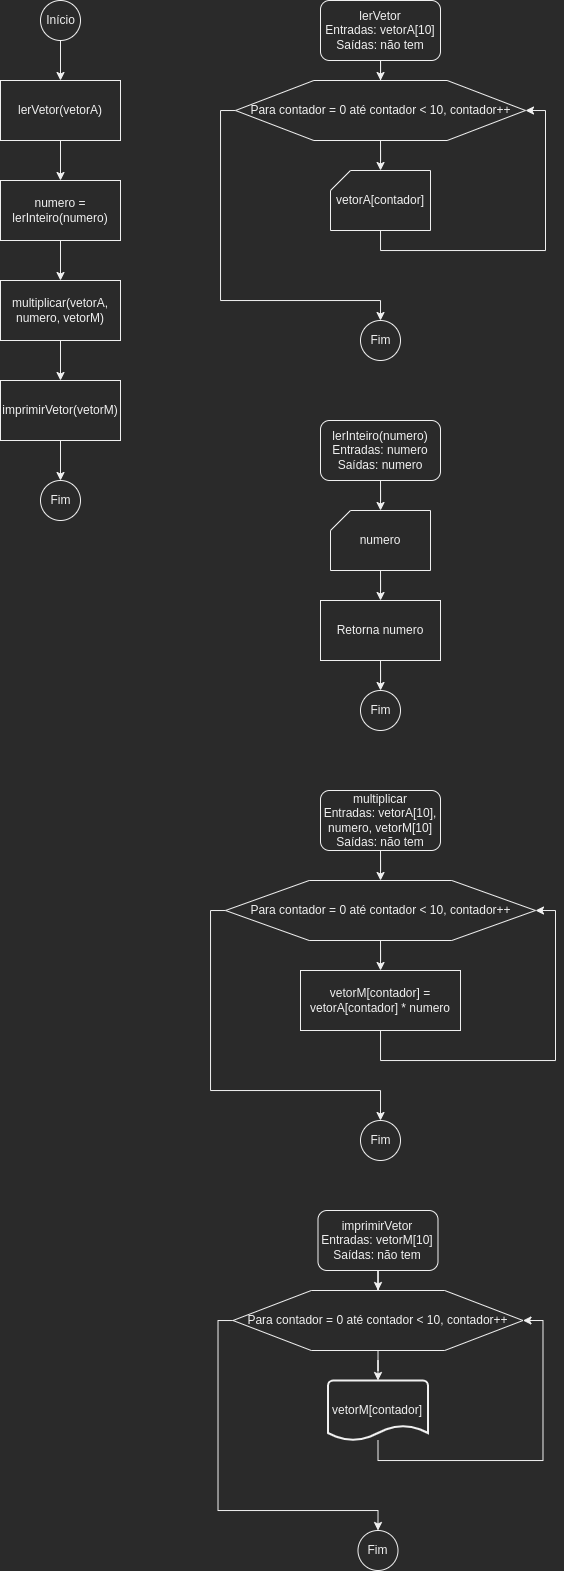 Início
lerVetor(vetorA)
numero =
lerInteiro(numero)
multiplicar(vetorA,
numero, vetorM)
imprimirVetor(vetorM)
Fim
lerVetor
Entradas: vetorA[10]
Saídas: não tem
Para contador = 0 até contador < 10, contador++
vetorA[contador]
Fim
lerInteiro(numero)
Entradas: numero
Saídas: numero
numero
Retorna numero
Fim
multiplicar
Entradas: vetorA[10],
numero, vetorM[10]
Saídas: não tem
Para contador = 0 até contador < 10, contador++
vetorM[contador] =
vetorA[contador] * numero
Fim
imprimirVetor
Entradas: vetorM[10]
Saídas: não tem
Para contador = 0 até contador < 10, contador++
vetorM[contador]
Fim